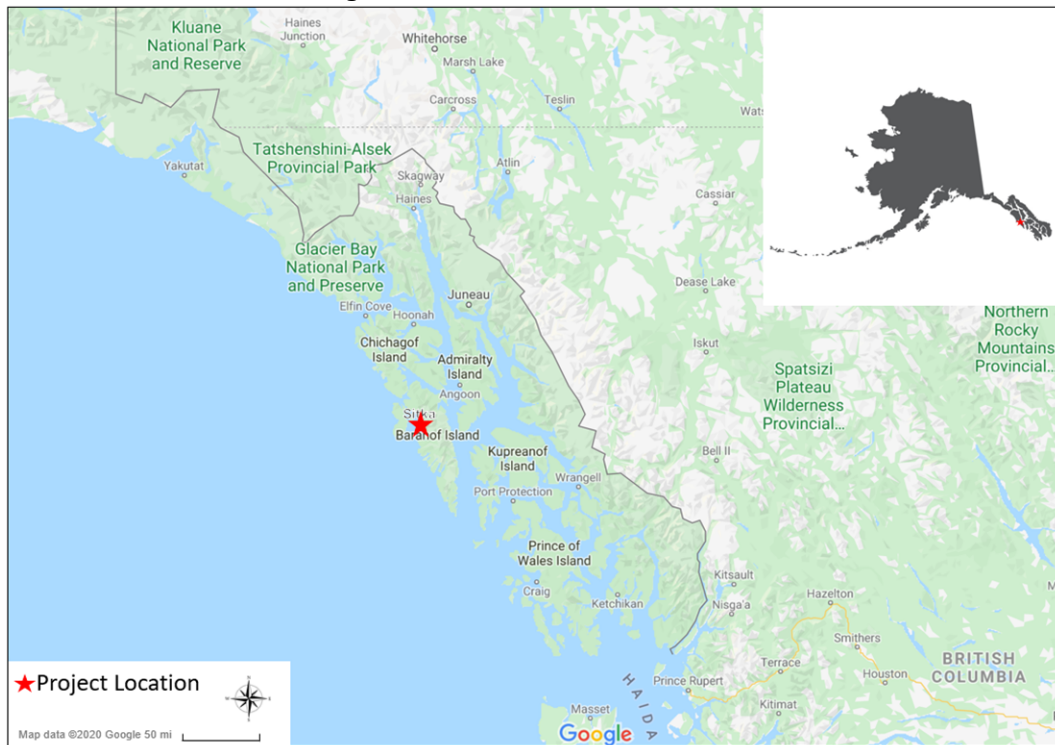 Kluane
National Park
and Reserve
Haines
Junction
Whitehorse
Marsh Lake
Carcross
Teslin
Wats
Tatshenshini-Alsek
Provincial Park
Yakutat
Atlin
Skagway
Haines
Cassiar
Glacier Bay
National Park
and Preserve
Juneau
Dease Lake
Elfin Cove
Hoonah
Northern
Rocky
Mountains
Provincial...
Chichagof
Island
Admiralty
Island
Iskut
Spatsizi
Plateau
Wilderness
Provincial...
Angoon
Sitka
Baranof Island
Kupreanof
Island
Bell II
Wrangell
Port Protection
Prince of
Wales Island
Craig
Ketchikan
Kitsault
Nisga'a
Hazelton
Smithers
Houston
BRITISH
COLUMBIA
Terrace
Prince Rupert
Kitimat
HAIDA
Masset
Google
Project Location
N
W
E
S
Map data ©2020 Google 50 mi